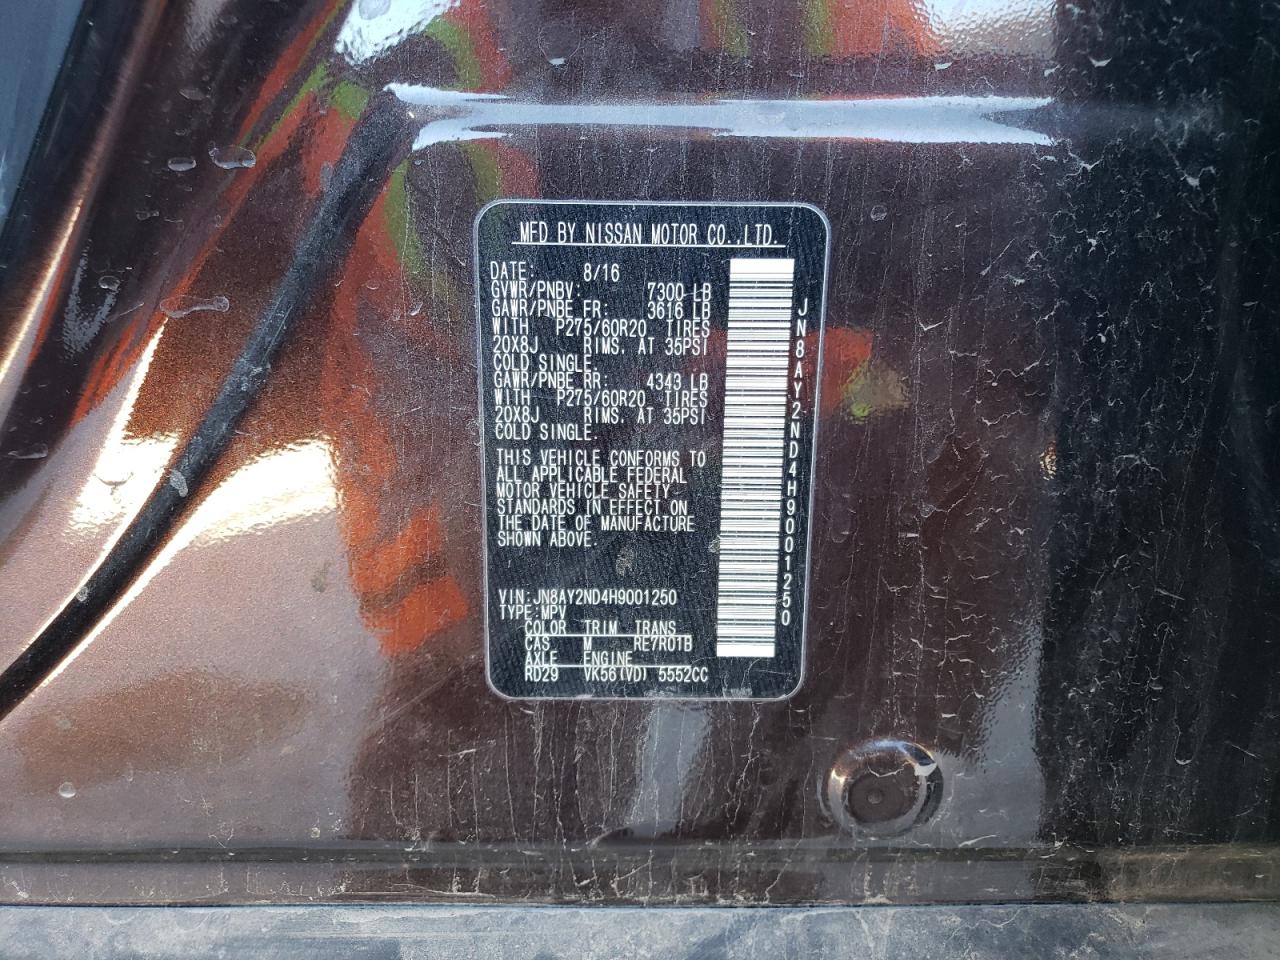 MFD BY NISSAN MOTOR CO.,LTD.
DATE: 8/16
GVWR/PNBV: 7300 LB
GAWR/PNBE FR: 3616 LB
WITH P275/60R20 TIRES
20X8J RIMS, AT 35PSI
COLD SINGLE.
GAWR/PNBE RR: 4343 LB
WITH P275/60R20 TIRES
20X8J RIMS, AT 35PSI
COLD SINGLE.
THIS VEHICLE CONFORMS TO
ALL APPLICABLE FEDERAL
MOTOR VEHICLE SAFETY
STANDARDS IN EFFECT ON
THE DATE OF MANUFACTURE
SHOWN ABOVE.
VIN:JN8AY2ND4H9001250
TYPE:MPV
COLOR TRIM TRANS
CAS M RE7R01B
AXLE ENGINE
RD29 VK56(VD) 5552CC
JN8AY2ND4H9001250